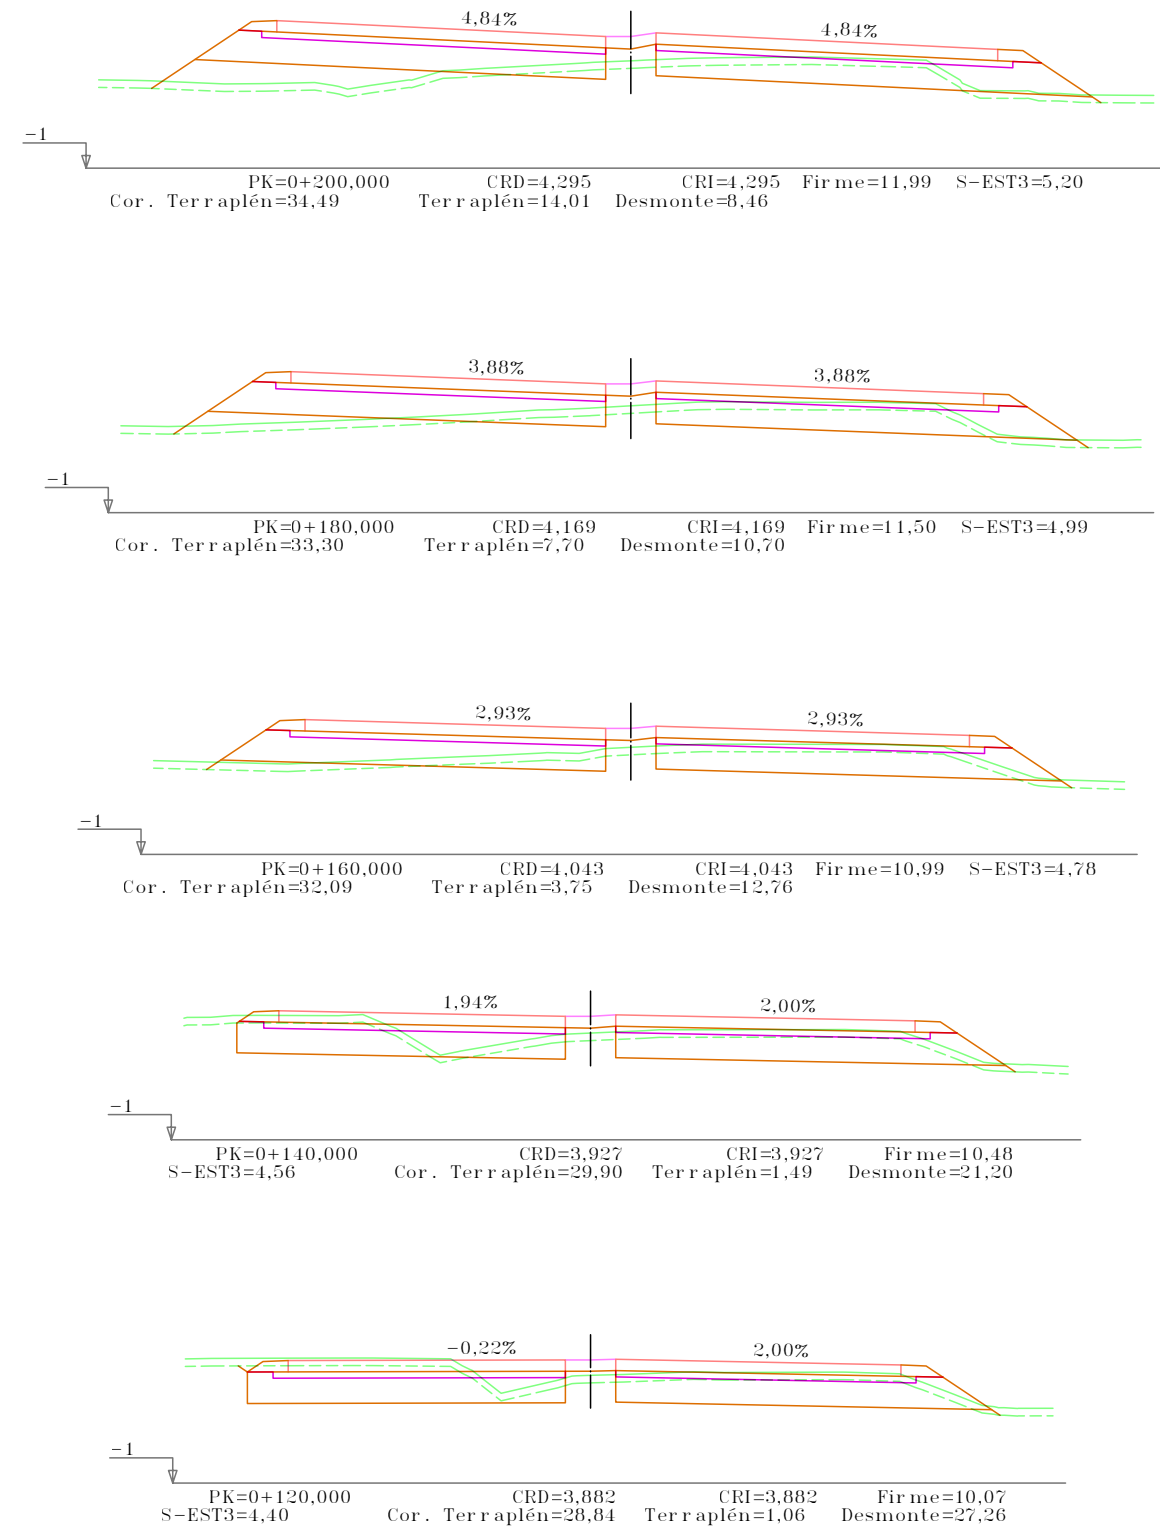 4,84%
4,84%
-1
PK=0+200,000 CRD=4,295 CRI=4,295 Firme=11,99 S-EST3=5,20
Cor. Terraplén=34,49 Terraplén=14,01 Desmonte=8,46
3,88%
3,88%
-1
PK=0+180,000 CRD=4,169 CRI=4,169 Firme=11,50 S-EST3=4,99
Cor. Terraplén=33,30 Terraplén=7,70 Desmonte=10,70
2,93%
2,93%
-1
PK=0+160,000 CRD=4,043 CRI=4,043 Firme=10,99 S-EST3=4,78
Cor. Terraplén=32,09 Terraplén=3,75 Desmonte=12,76
1,94%
2,00%
-1
PK=0+140,000 CRD=3,927 CRI=3,927 Firme=10,48
S-EST3=4,56 Cor. Terraplén=29,90 Terraplén=1,49 Desmonte=21,20
-0,22%
2,00%
-1
PK=0+120,000 CRD=3,882 CRI=3,882 Firme=10,07
S-EST3=4,40 Cor. Terraplén=28,84 Terraplén=1,06 Desmonte=27,26